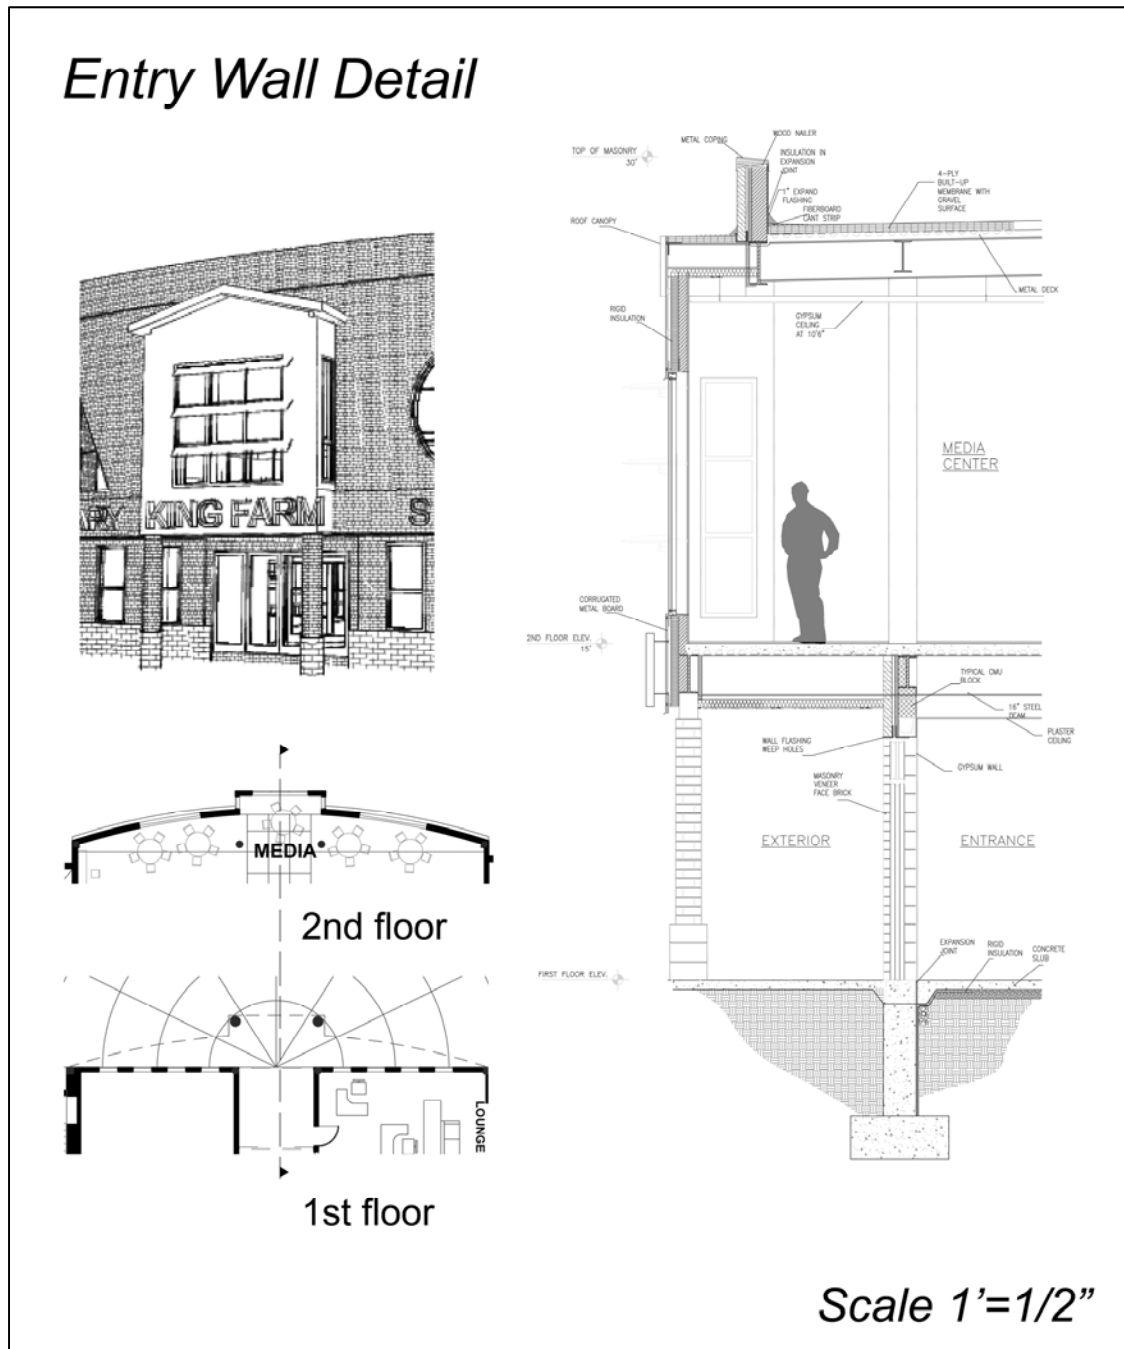 Entry Wall Detail
METAL COPING
WOOD NAILER
TOP OF MASONRY
30'
INSULATION IN
EXPANSION
JOINT
1" EXPAND
FLASHING
FIBERBOARD
CANT STRIP
4-PLY
BUILT-UP
MEMBRANE WITH
GRAVEL
SURFACE
ROOF CANOPY
METAL DECK
RIGID
INSULATION
GYPSUM
CEILING
AT 10'6"
MEDIA
CENTER
ARY KING FARM S
CORRUGATED
METAL BOARD
2ND FLOOR ELEV.
15'
TYPICAL CMU
BLOCK
16" STEEL
BEAM
PLASTER
CEILING
WALL FLASHING
WEEP HOLES
GYPSUM WALL
MASONRY
VENEER
FACE BRICK
EXTERIOR
ENTRANCE
MEDIA
2nd floor
EXPANSION
JOINT
RIGID
INSULATION
CONCRETE
SLUB
FIRST FLOOR ELEV.
LOUNGE
1st floor
Scale 1'=1/2"